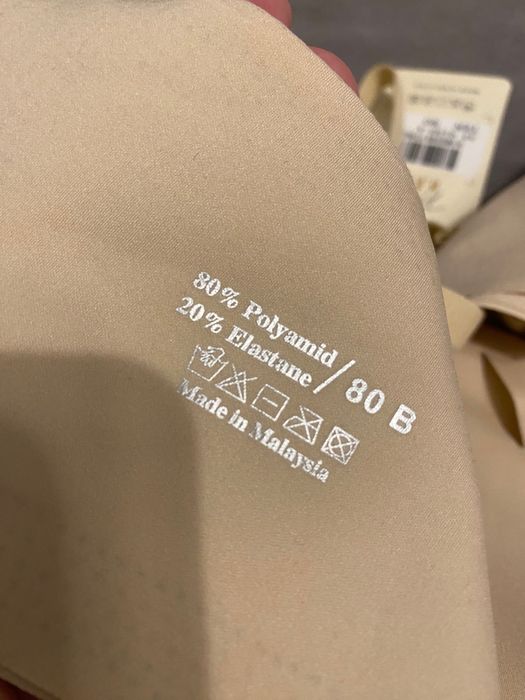 80% Polyamid
20% Elastane / 80 B
Made in Malaysia